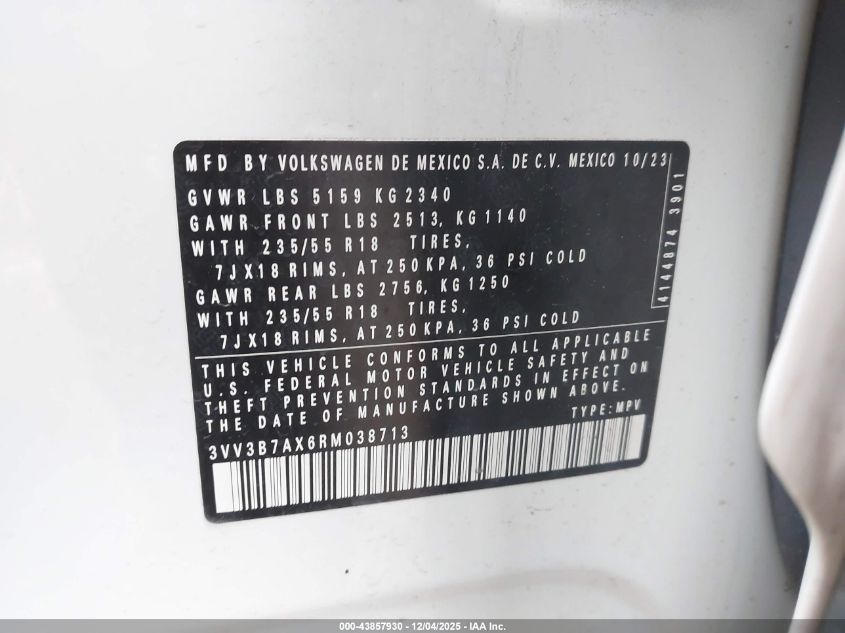 MFD BY VOLKSWAGEN DE MEXICO S.A. DE C.V. MEXICO 10/23
GVWR LBS 5159 KG 2340
GAWR FRONT LBS 2513, KG 1140
WITH 235/55 R18 TIRES,
7JX18 RIMS, AT 250 KPA, 36 PSI COLD
GAWR REAR LBS 2756, KG 1250
WITH 235/55 R18 TIRES,
7JX18 RIMS, AT 250 KPA, 36 PSI COLD
4144874 3901
THIS VEHICLE CONFORMS TO ALL APPLICABLE
U.S. FEDERAL MOTOR VEHICLE SAFETY AND
THEFT PREVENTION STANDARDS IN EFFECT ON
THE DATE OF MANUFACTURE SHOWN ABOVE.
TYPE: MPV
3VV3B7AX6RM038713
000-43857930 - 12/04/2025 - IAA Inc.